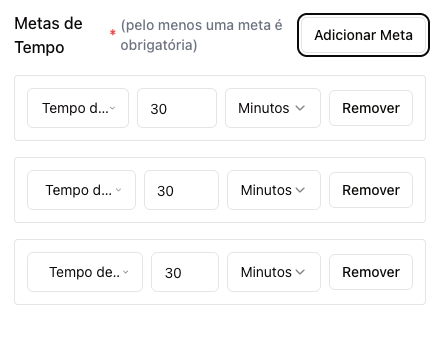 Metas de
Tempo
* (pelo menos uma meta é
obrigatória)
Adicionar Meta
Tempo d... 30 Minutos Remover
Tempo d... 30 Minutos Remover
Tempo de.. 30 Minutos Remover